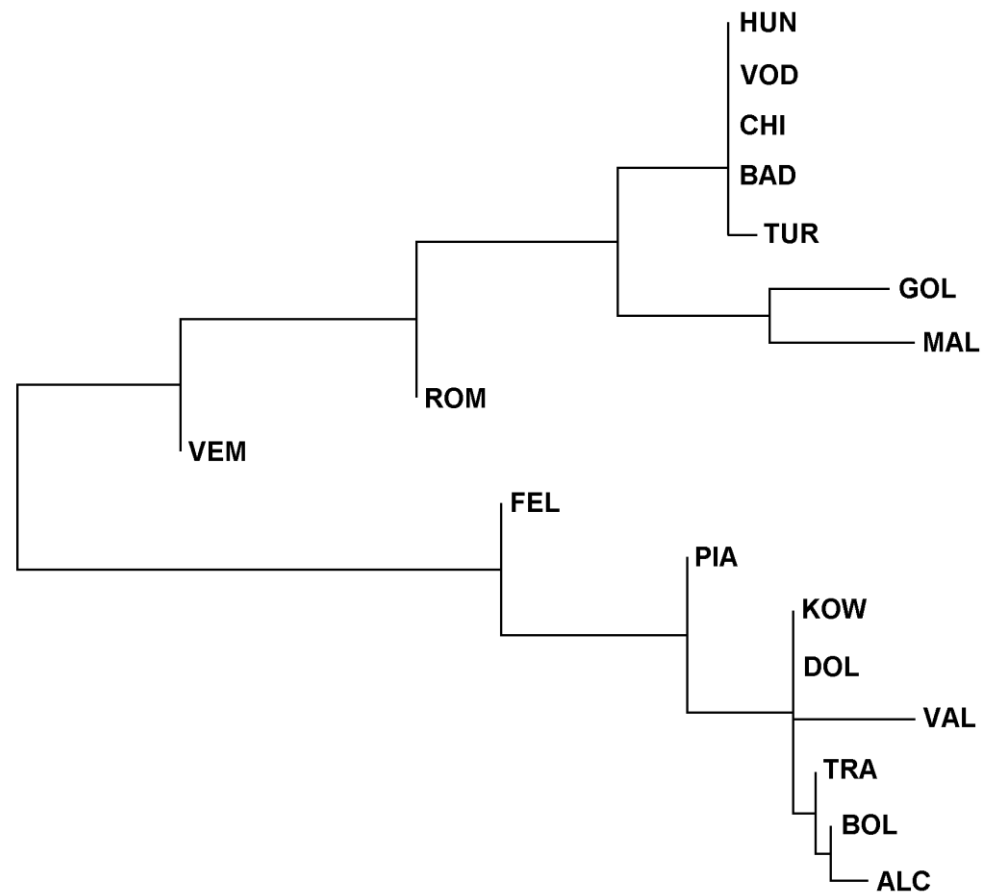 HUN
VOD
CHI
BAD
TUR
GOL
MAL
ROM
VEM
FEL
PIA
KOW
DOL
VAL
TRA
BOL
ALC